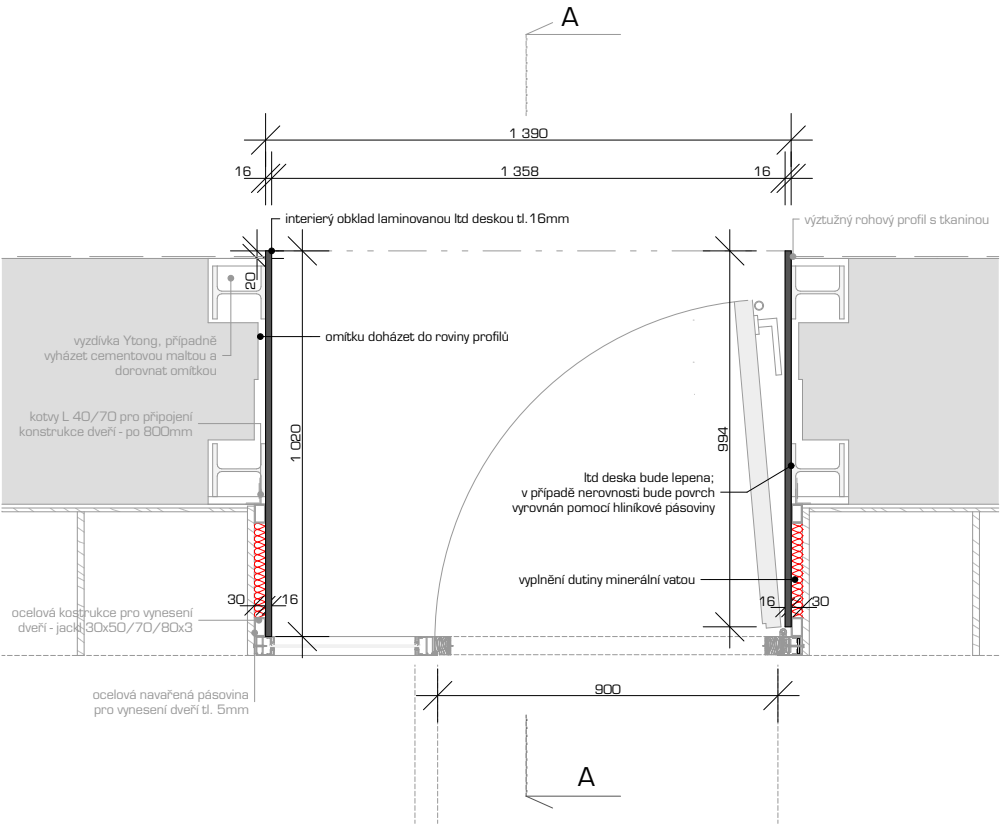 A
1 390
16
1 358
16
interierý obklad laminovanou ltd deskou tl.16mm
výztužný rohový profil s tkaninou
20
omítku doházet do roviny profilů
vyzdívka Ytong, případně
vyházet cementovou maltou a
dorovnat omítkou
kotvy L 40/70 pro připojení
konstrukce dveří - po 800mm
1 020
994
ltd deska bude lepena;
v případě nerovnosti bude povrch
vyrovnán pomocí hliníkové pásoviny
vyplnění dutiny minerální vatou
30
16
16
30
ocelová kostrukce pro vynesení
dveří - jackl 30x50/70/80x3
ocelová navařená pásovina
pro vynesení dveří tl. 5mm
900
A